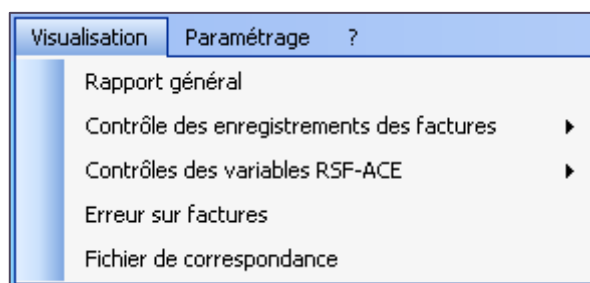 Visualisation Paramétrage ?
Rapport général
Contrôle des enregistrements des factures
Contrôles des variables RSF-ACE
Erreur sur factures
Fichier de correspondance